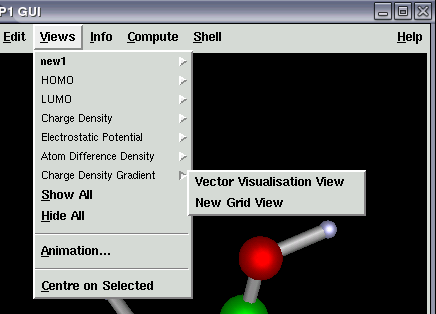 P1 GUI
Edit Views Info Compute Shell Help
new1
HOMO
LUMO
Charge Density
Electrostatic Potential
Atom Difference Density
Charge Density Gradient
Vector Visualisation View
Show All
New Grid View
Hide All
Animation...
Centre on Selected